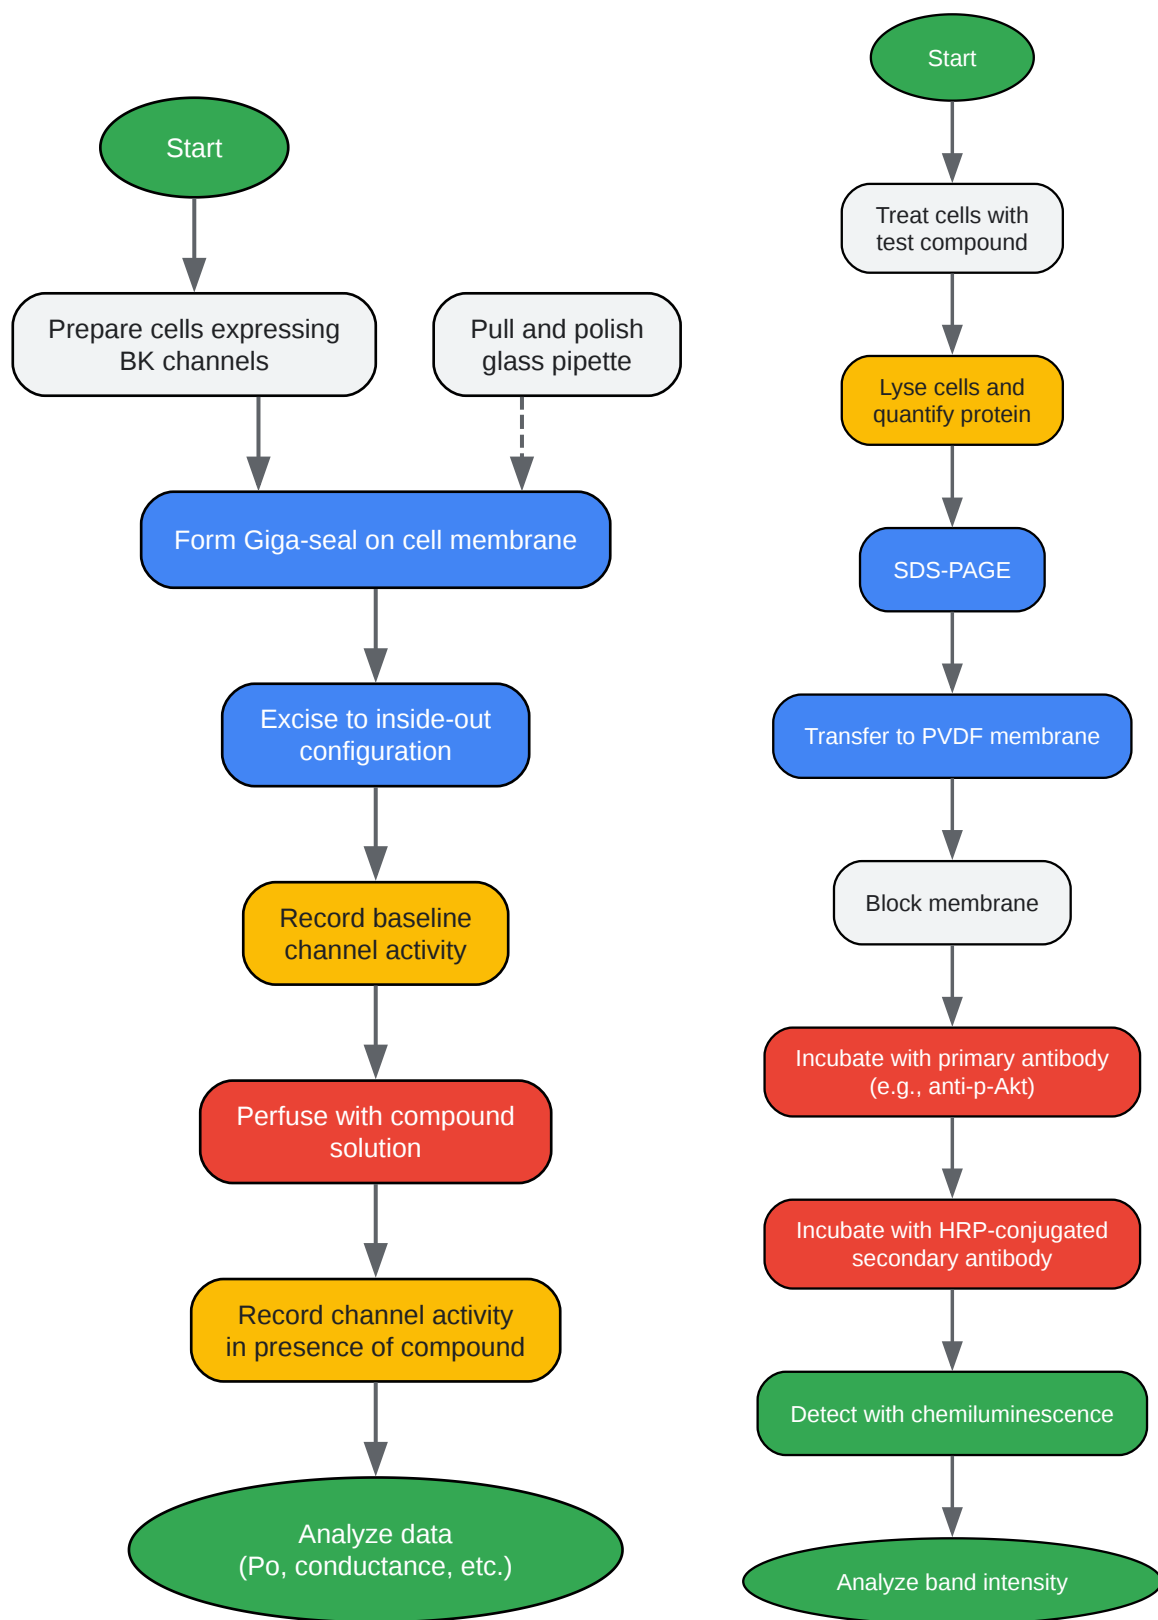 Start
Prepare cells expressing
BK channels
Pull and polish
glass pipette
Form Giga-seal on cell membrane
Excise to inside-out
configuration
Record baseline
channel activity
Perfuse with compound
solution
Record channel activity
in presence of compound
Analyze data
(Po, conductance, etc.)
Start
Treat cells with
test compound
Lyse cells and
quantify protein
SDS-PAGE
Transfer to PVDF membrane
Block membrane
Incubate with primary antibody
(e.g., anti-p-Akt)
Incubate with HRP-conjugated
secondary antibody
Detect with chemiluminescence
Analyze band intensity